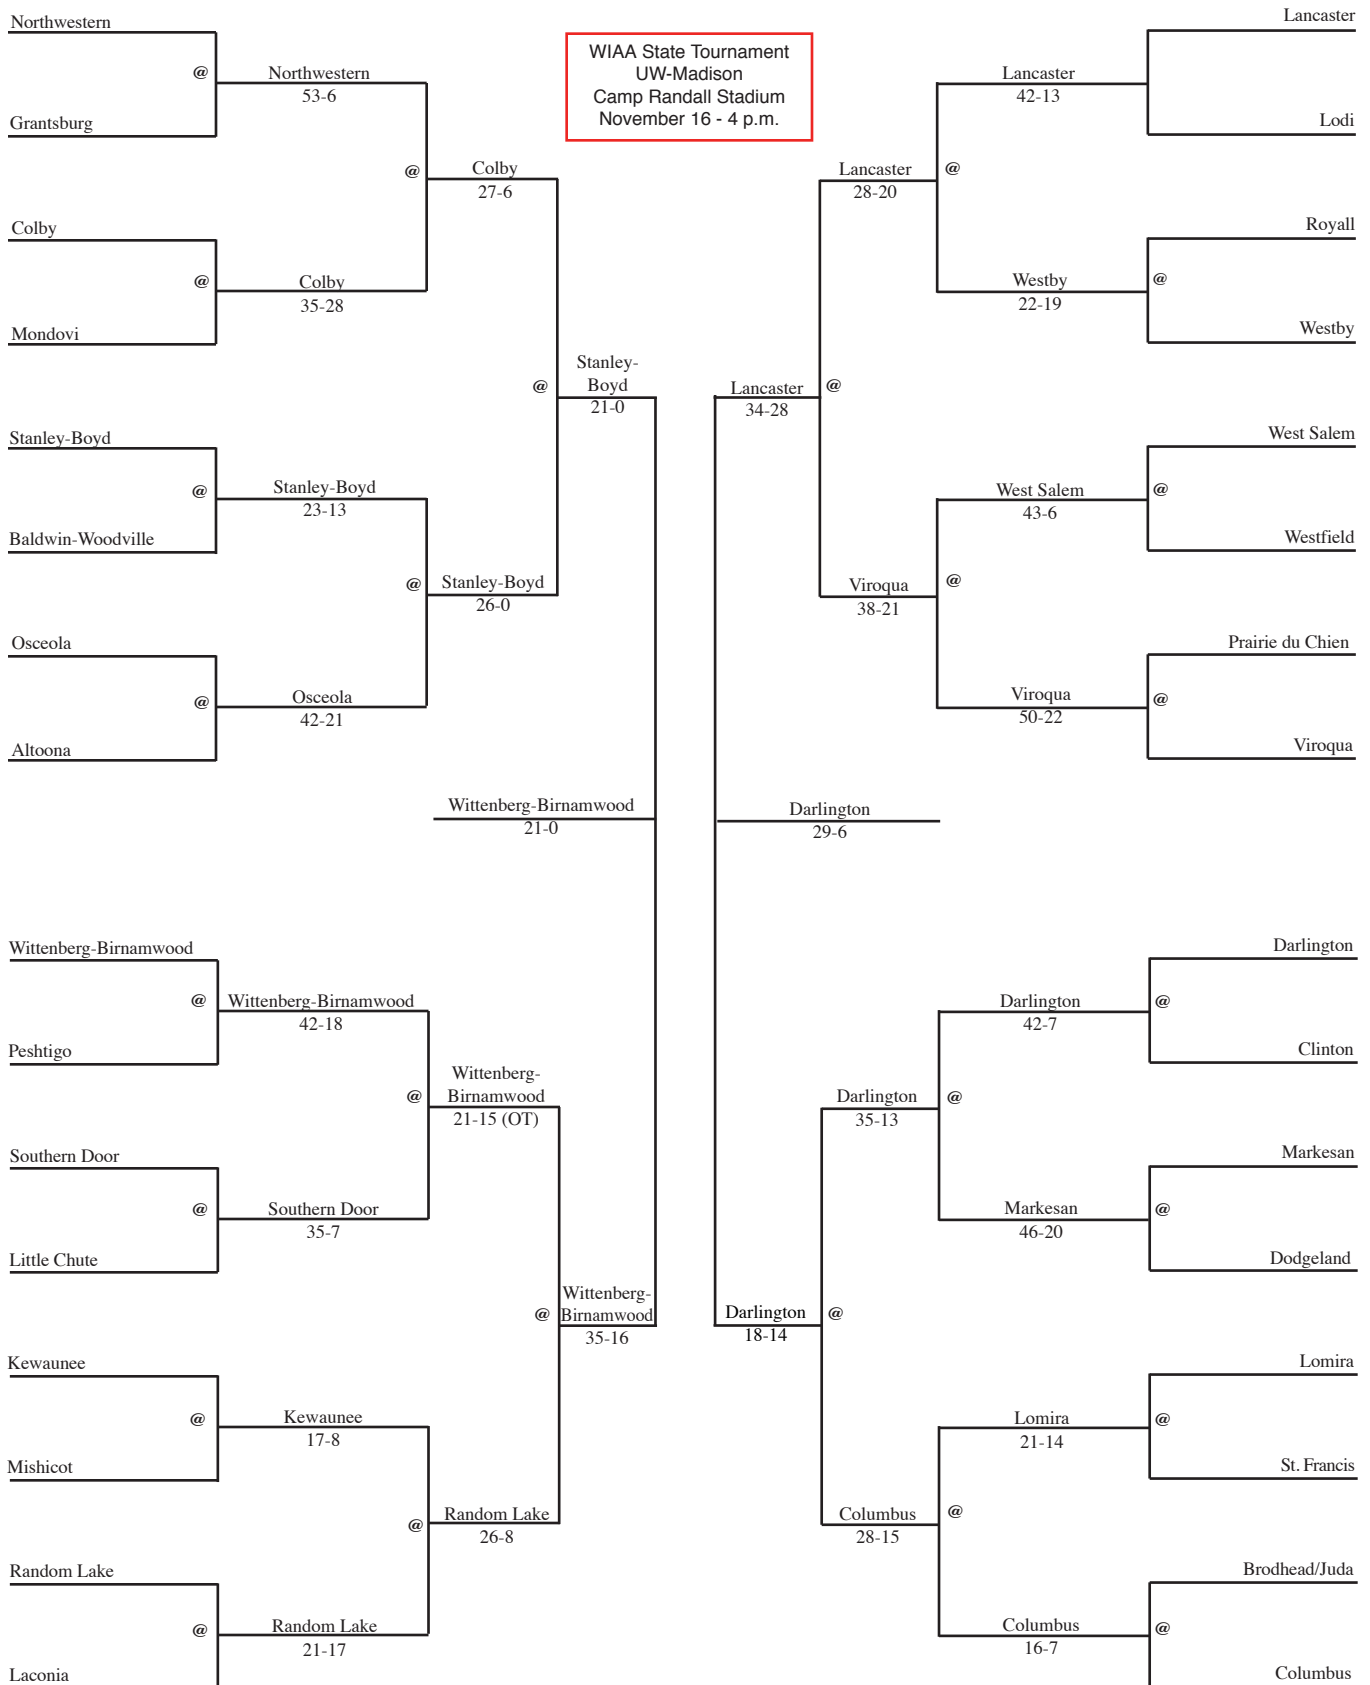 Northwestern
@
Northwestern
53-6
Grantsburg
@
Colby
27-6
Colby
@
Colby
35-28
Mondovi
@
Stanley-
Boyd
21-0
Stanley-Boyd
@
Stanley-Boyd
23-13
Baldwin-Woodville
@
Stanley-Boyd
26-0
Osceola
@
Osceola
42-21
Altoona
Wittenberg-Birnamwood
21-0
Wittenberg-Birnamwood
@
Wittenberg-Birnamwood
42-18
Peshtigo
@
Wittenberg-
Birnamwood
21-15 (OT)
Southern Door
@
Southern Door
35-7
Little Chute
@
Wittenberg-
Birnamwood
35-16
Kewaunee
@
Kewaunee
17-8
Mishicot
@
Random Lake
26-8
Random Lake
@
Random Lake
21-17
Laconia
WIAA State Tournament
UW-Madison
Camp Randall Stadium
November 16 - 4 p.m.
Lancaster
Lancaster
42-13
Lodi
Lancaster
28-20
@
Royall
Westby
22-19
@
Westby
Lancaster
34-28
@
West Salem
West Salem
43-6
@
Westfield
Viroqua
38-21
@
Prairie du Chien
Viroqua
50-22
@
Viroqua
Darlington
29-6
Darlington
Darlington
42-7
@
Clinton
Darlington
35-13
@
Markesan
Markesan
46-20
@
Dodgeland
Darlington
18-14
@
Lomira
Lomira
21-14
@
St. Francis
Columbus
28-15
@
Brodhead/Juda
Columbus
16-7
@
Columbus